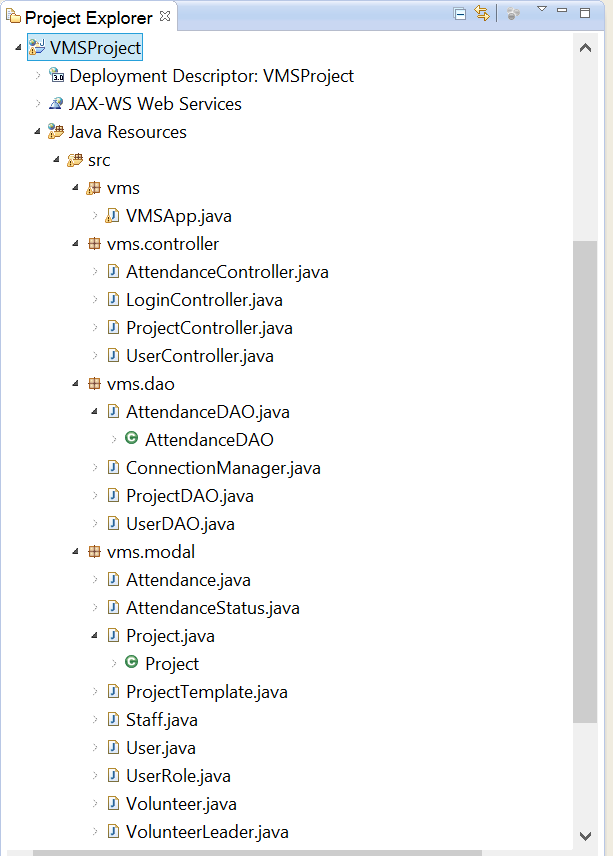 Project Explorer
VMSProject
3.0 Deployment Descriptor: VMSProject
JAX-WS Web Services
Java Resources
src
vms
J VMSApp.java
vms.controller
J AttendanceController.java
J LoginController.java
J ProjectController.java
J UserController.java
vms.dao
J AttendanceDAO.java
C AttendanceDAO
J ConnectionManager.java
J ProjectDAO.java
J UserDAO.java
vms.modal
J Attendance.java
J AttendanceStatus.java
J Project.java
C Project
J ProjectTemplate.java
J Staff.java
J User.java
J UserRole.java
J Volunteer.java
J VolunteerLeader.java